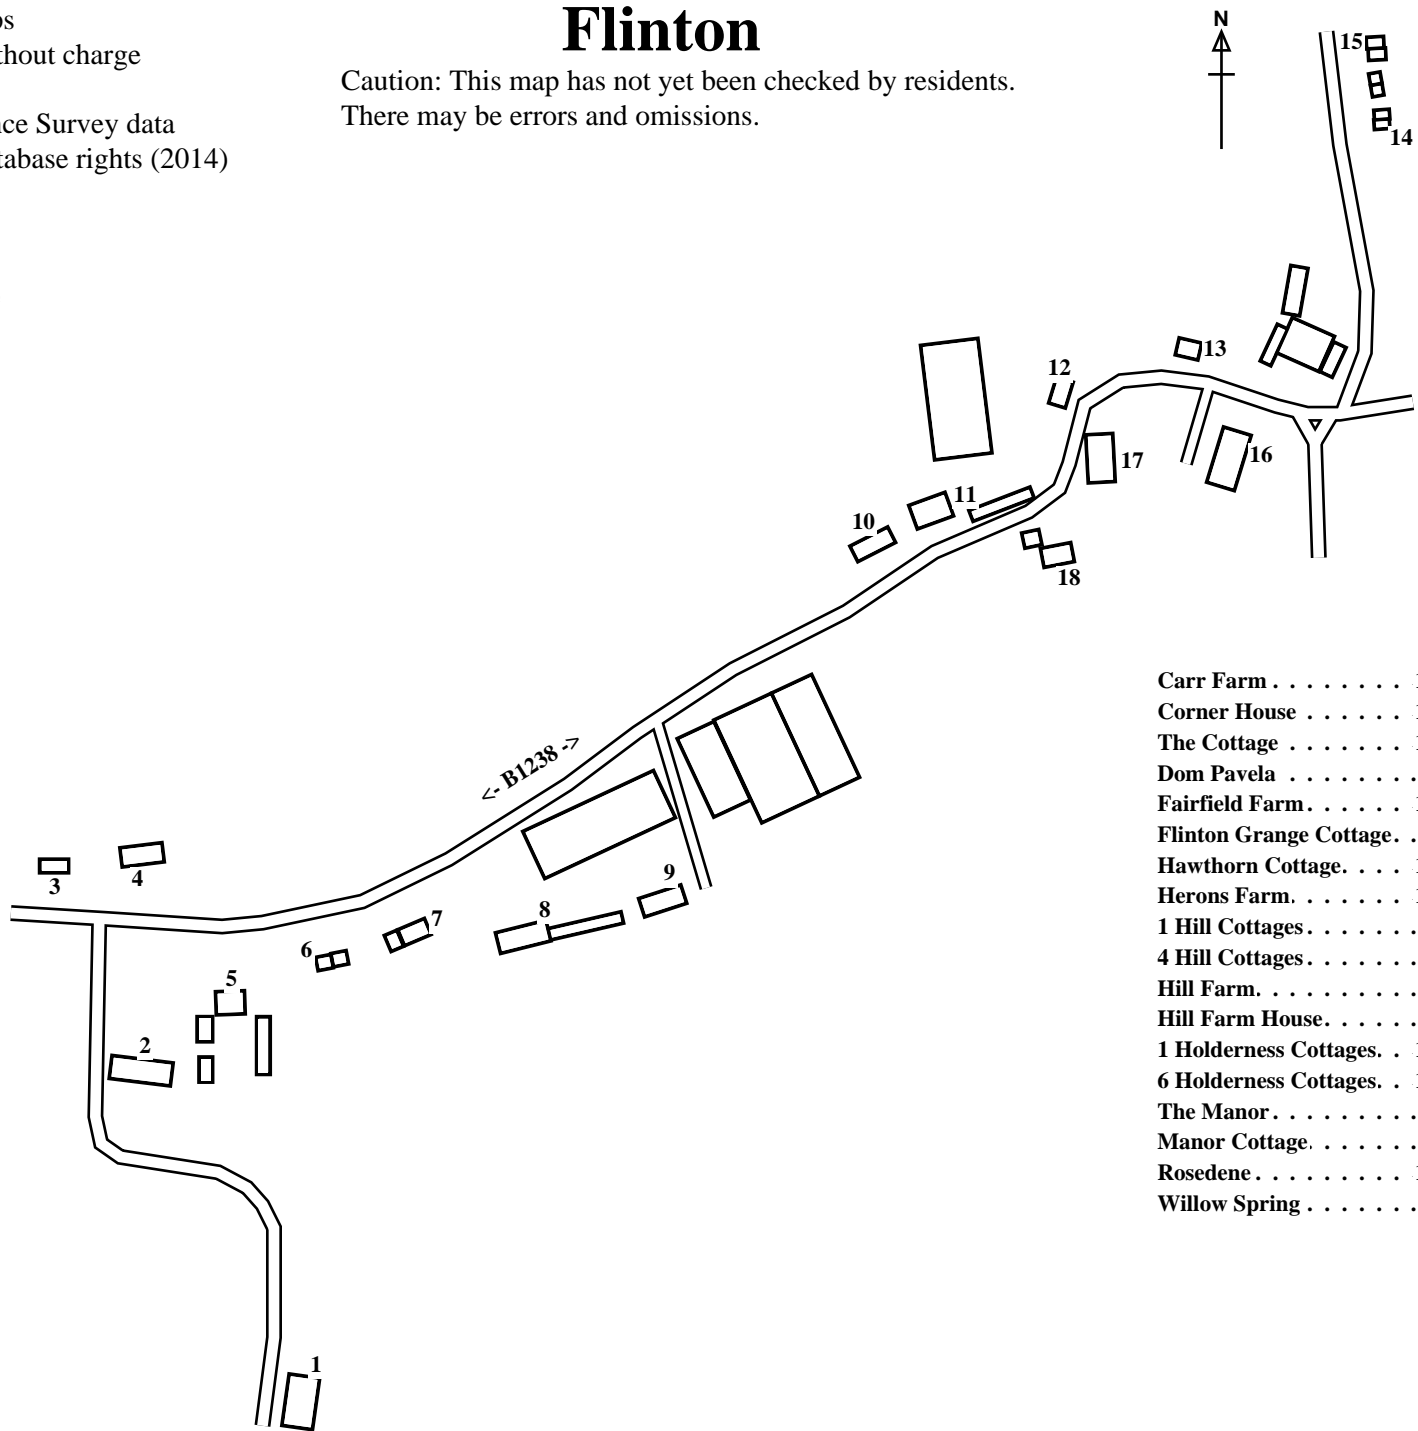 Flinton
Caution: This map has not yet been checked by residents.
There may be errors and omissions.
os
thout charge
nce Survey data
tabase rights (2014)
N
15
14
13
12
17
16
11
10
18
<- B1238 ->
9
8
7
6
5
4
3
2
1
Carr Farm . . . . . . . .
Corner House . . . . . .
The Cottage . . . . . . .
Dom Pavela . . . . . . .
Fairfield Farm . . . . . .
Flinton Grange Cottage. .
Hawthorn Cottage. . . .
Herons Farm. . . . . . .
1 Hill Cottages . . . . . . .
4 Hill Cottages . . . . . . .
Hill Farm. . . . . . . . . .
Hill Farm House. . . . . .
1 Holderness Cottages. .
6 Holderness Cottages. .
The Manor . . . . . . . . .
Manor Cottage. . . . . . .
Rosedene . . . . . . . . .
Willow Spring . . . . . . .